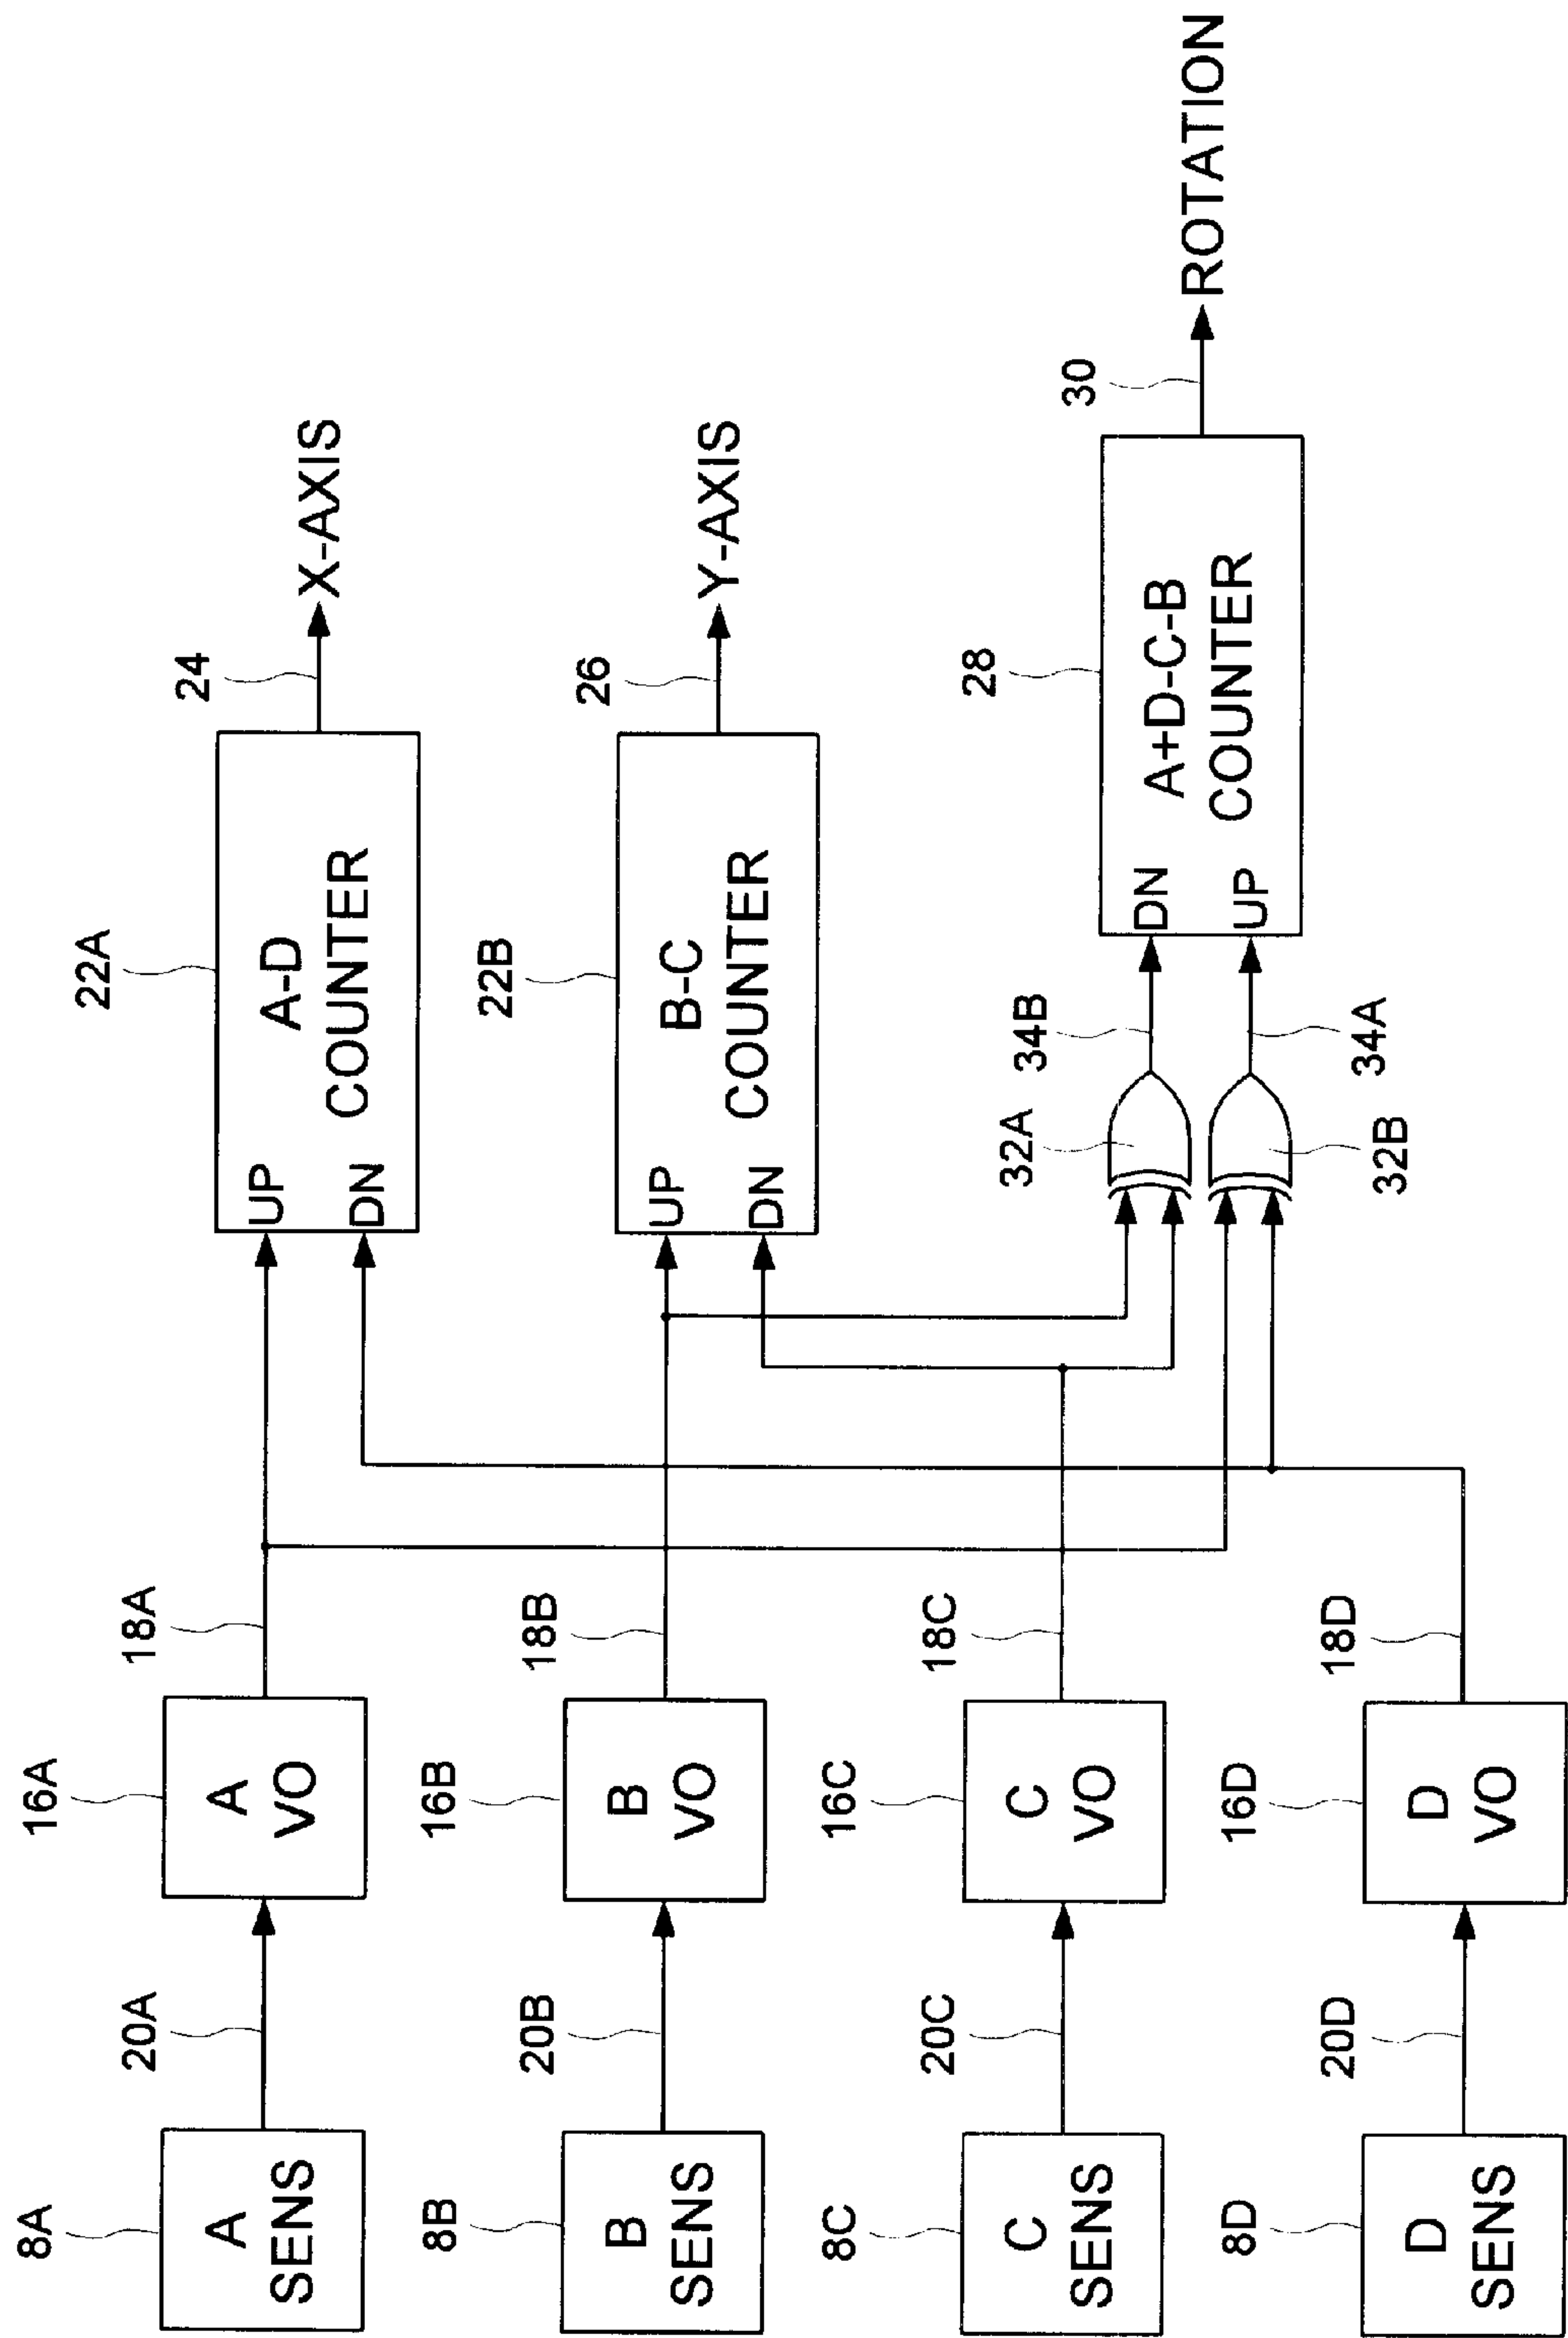 8A
A
SENS
20A
16A
A
VO
18A
22A
UP
DN
A-D
COUNTER
24
X-AXIS
8B
B
SENS
20B
16B
B
VO
18B
22B
UP
DN
B-C
COUNTER
26
Y-AXIS
8C
C
SENS
20C
16C
C
VO
18C
32A
34B
28
DN
UP
A+D-C-B
COUNTER
30
ROTATION
8D
D
SENS
20D
16D
D
VO
18D
32B
34A